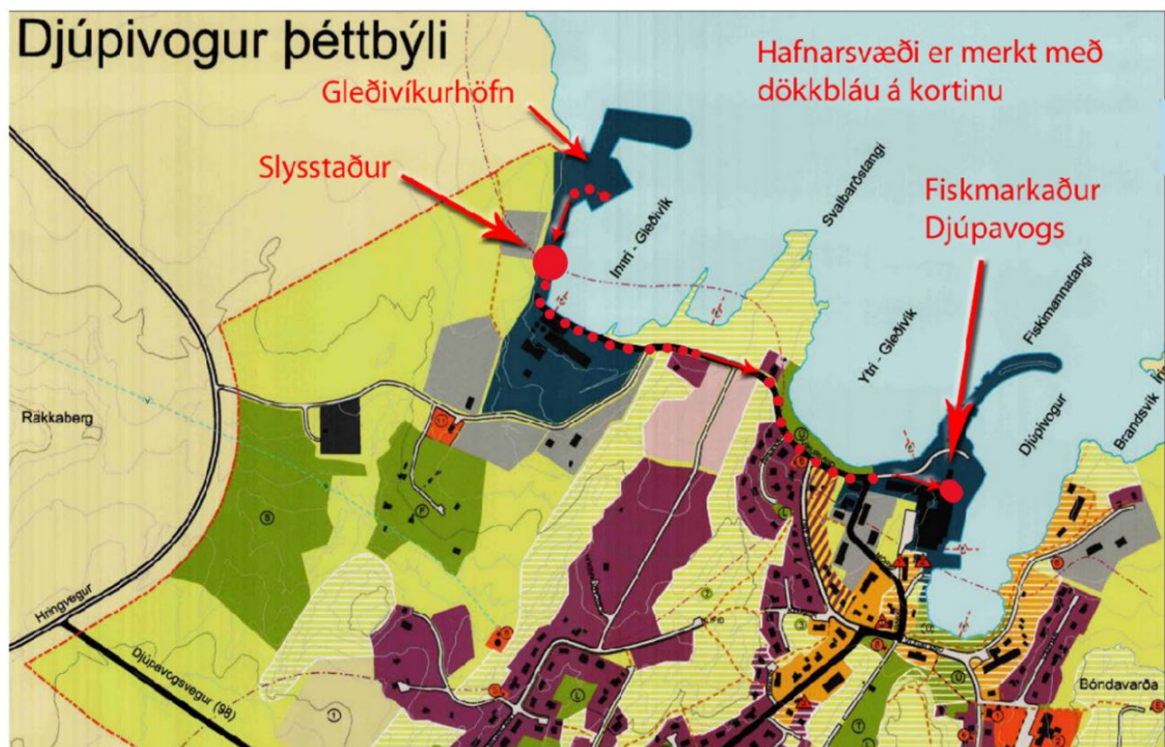 Djúpivogur þéttbýli
Hafnarsvæði er merkt með
dökkbláu á kortinu
Gleðivíkurhöfn
Slysstaður
Fiskmarkaður
Djúpavogs
Innri - Gleðivík
Svalbarðstangi
Ytri - Gleðivík
Fiskimannatangi
Djúpivogur
Brandsvík
Rakkaberg
Hringvegur
Djúpavogsvegur (98)
Bóndavarða